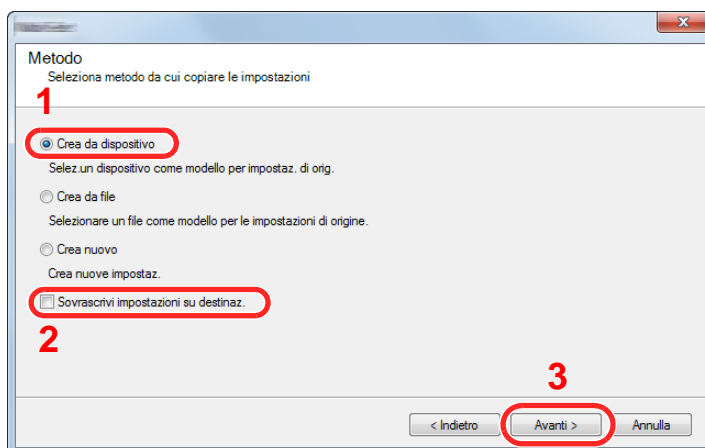 Metodo
Seleziona metodo da cui copiare le impostazioni
1
Crea da dispositivo
Selez.un dispositivo come modello per impostaz. di orig.
Crea da file
Selezionare un file come modello per le impostazioni di origine.
Crea nuovo
Crea nuove impostaz.
Sovrascrivi impostazioni su destinaz.
2
3
< Indietro Avanti > Annulla